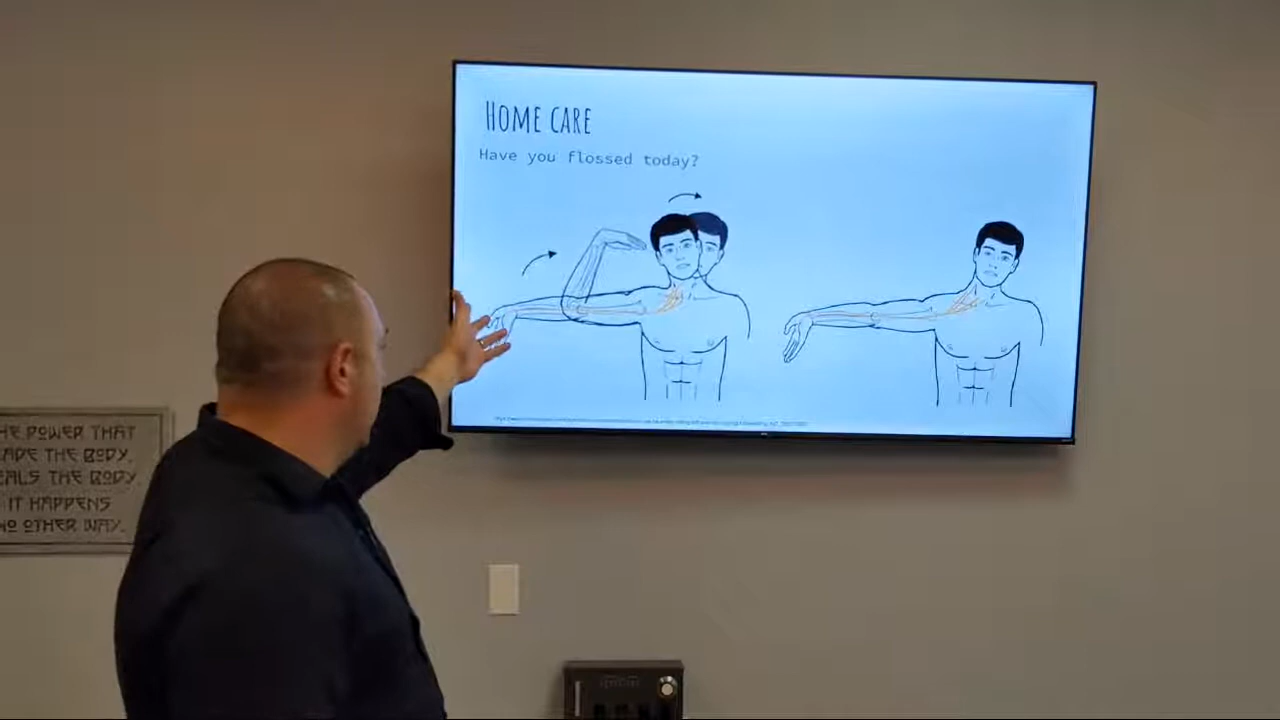 HOME CARE
Have you flossed today?
HE POWER THAT
ADE THE BODY,
EALS THE BODY
IT HAPPENS
NO OTHER WAY.